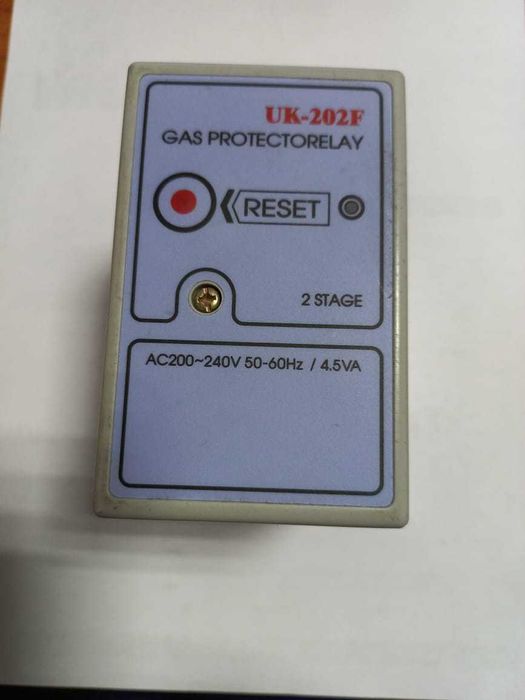 UK-202F
GAS PROTECTORELAY
RESET
2 STAGE
AC200~240V 50-60Hz / 4.5VA